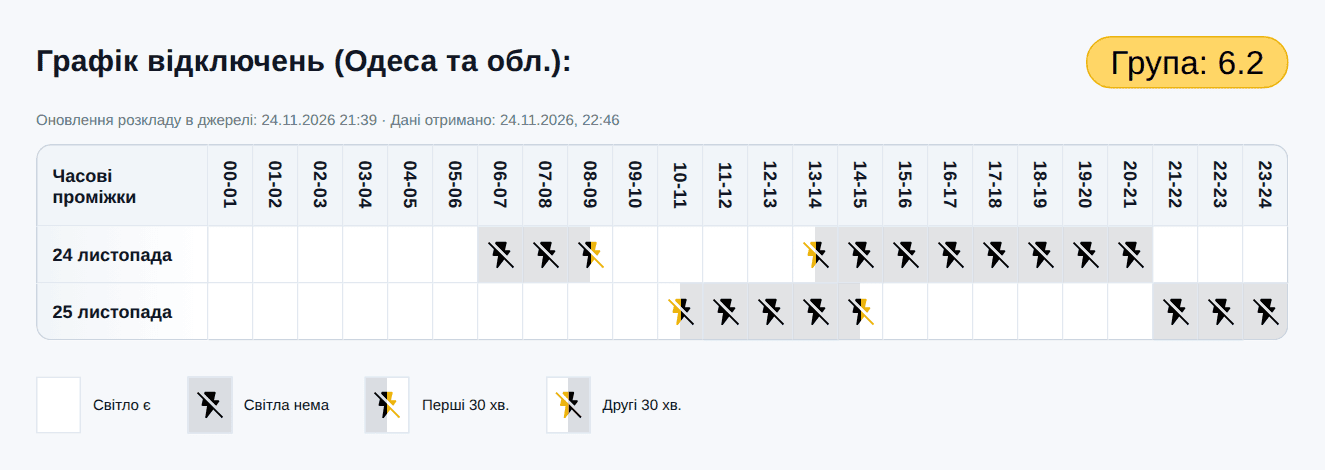 Графік відключень (Одеса та обл.):
Група: 6.2
Оновлення розкладу в джерелі: 24.11.2026 21:39 · Дані отримано: 24.11.2026, 22:46
Часові
проміжки
00-01 01-02 02-03 03-04 04-05 05-06 06-07 07-08 08-09 09-10 10-11 11-12 12-13 13-14 14-15 15-16 16-17 17-18 18-19 19-20 20-21 21-22 22-23 23-24
24 листопада
25 листопада
Світло є Світла нема Перші 30 хв. Другі 30 хв.